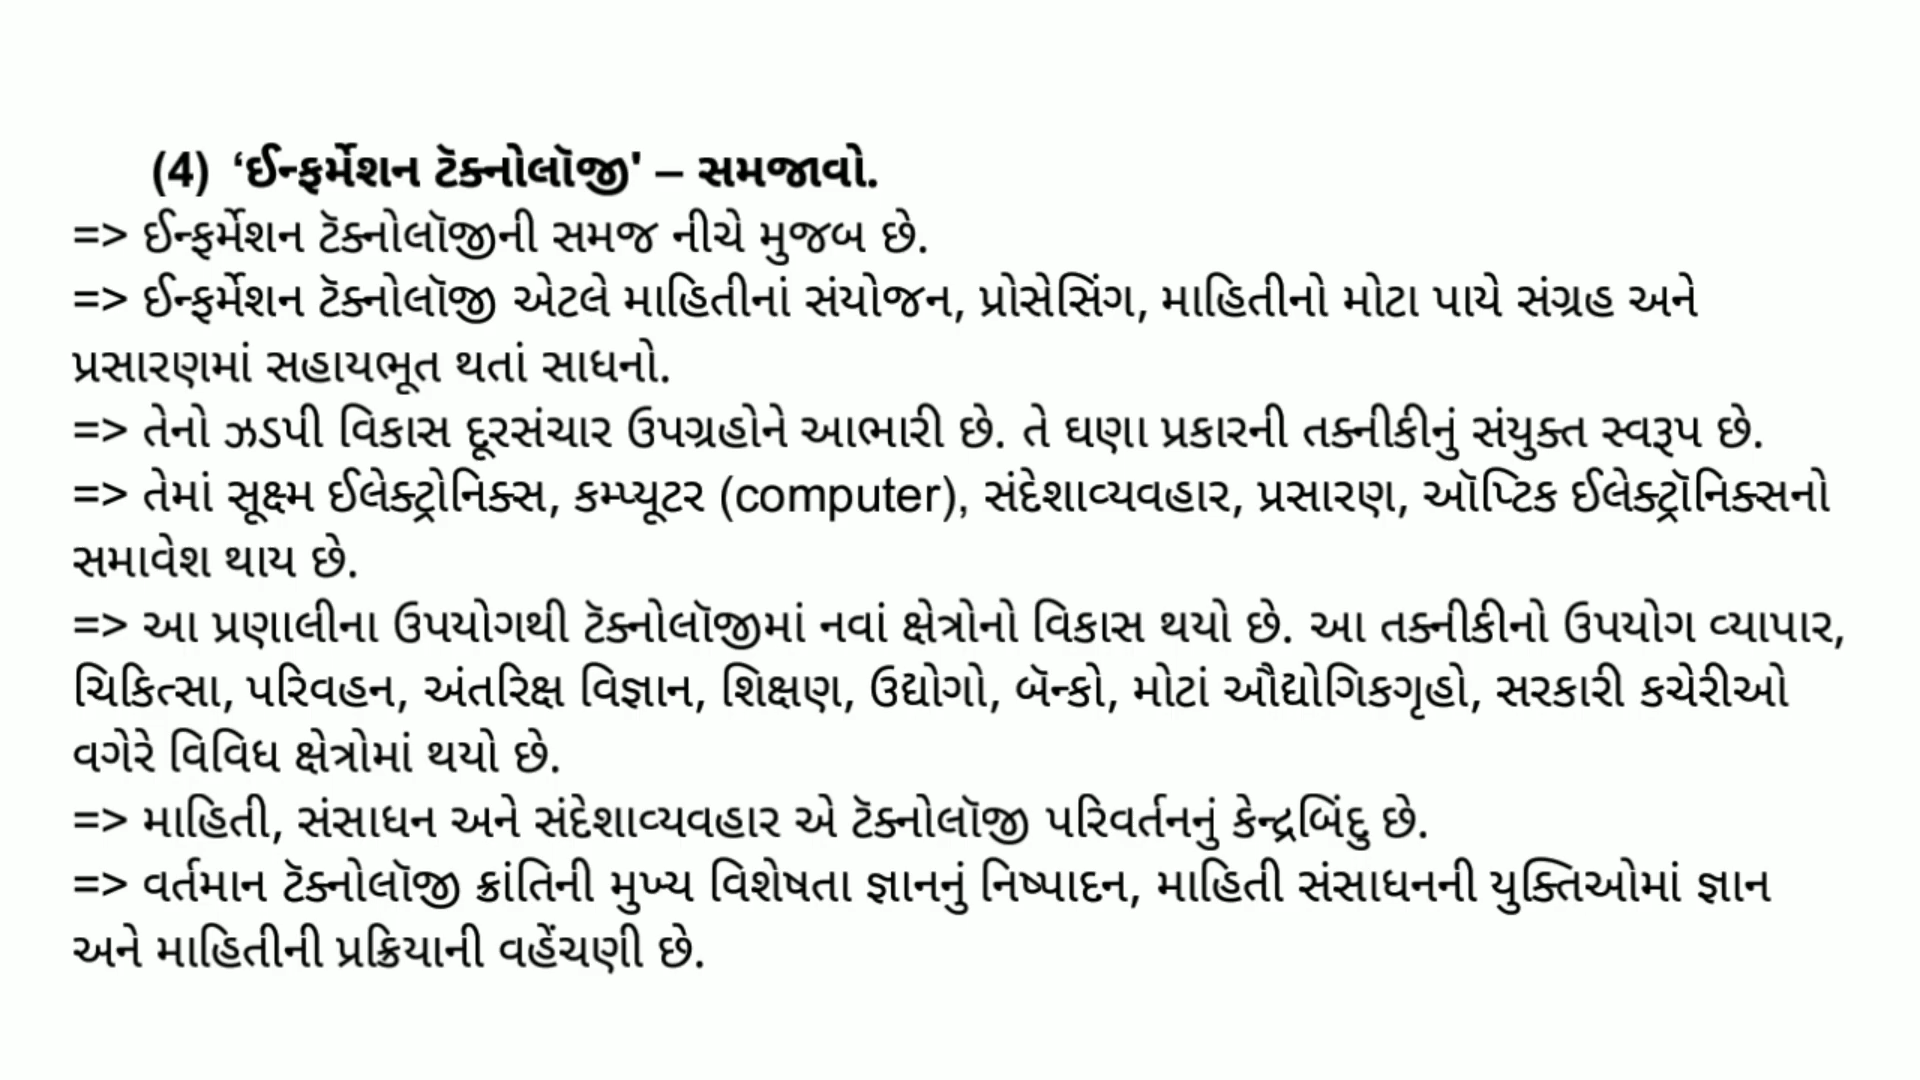 (4) ‘ઈન્ફર્મેશન ટૅક્નોલૉજી' – સમજાવો.
=> ઈન્ફર્મેશન ટૅક્નોલૉજીની સમજ નીચે મુજબ છે.
=> ઈન્ફર્મેશન ટૅક્નોલૉજી એટલે માહિતીનાં સંયોજન, પ્રોસેસિંગ, માહિતીનો મોટા પાયે સંગ્રહ અને
પ્રસારણમાં સહાયભૂત થતાં સાધનો.
=> તેનો ઝડપી વિકાસ દૂરસંચાર ઉપગ્રહોને આભારી છે. તે ઘણા પ્રકારની તક્નીકીનું સંયુક્ત સ્વરૂપ છે.
=> તેમાં સૂક્ષ્મ ઈલેક્ટ્રોનિક્સ, કમ્પ્યૂટર (computer), સંદેશાવ્યવહાર, પ્રસારણ, ઑપ્ટિક ઈલેક્ટ્રૉનિક્સનો
સમાવેશ થાય છે.
=> આ પ્રણાલીના ઉપયોગથી ટૅક્નોલૉજીમાં નવાં ક્ષેત્રોનો વિકાસ થયો છે. આ તક્નીકીનો ઉપયોગ વ્યાપાર,
ચિકિત્સા, પરિવહન, અંતરિક્ષ વિજ્ઞાન, શિક્ષણ, ઉદ્યોગો, બૅન્કો, મોટાં ઔદ્યોગિકગૃહો, સરકારી કચેરીઓ
વગેરે વિવિધ ક્ષેત્રોમાં થયો છે.
=> માહિતી, સંસાધન અને સંદેશાવ્યવહાર એ ટૅક્નોલૉજી પરિવર્તનનું કેન્દ્રબિંદુ છે.
=> વર્તમાન ટૅક્નોલૉજી ક્રાંતિની મુખ્ય વિશેષતા જ્ઞાનનું નિષ્પાદન, માહિતી સંસાધનની યુક્તિઓમાં જ્ઞાન
અને માહિતીની પ્રક્રિયાની વહેંચણી છે.